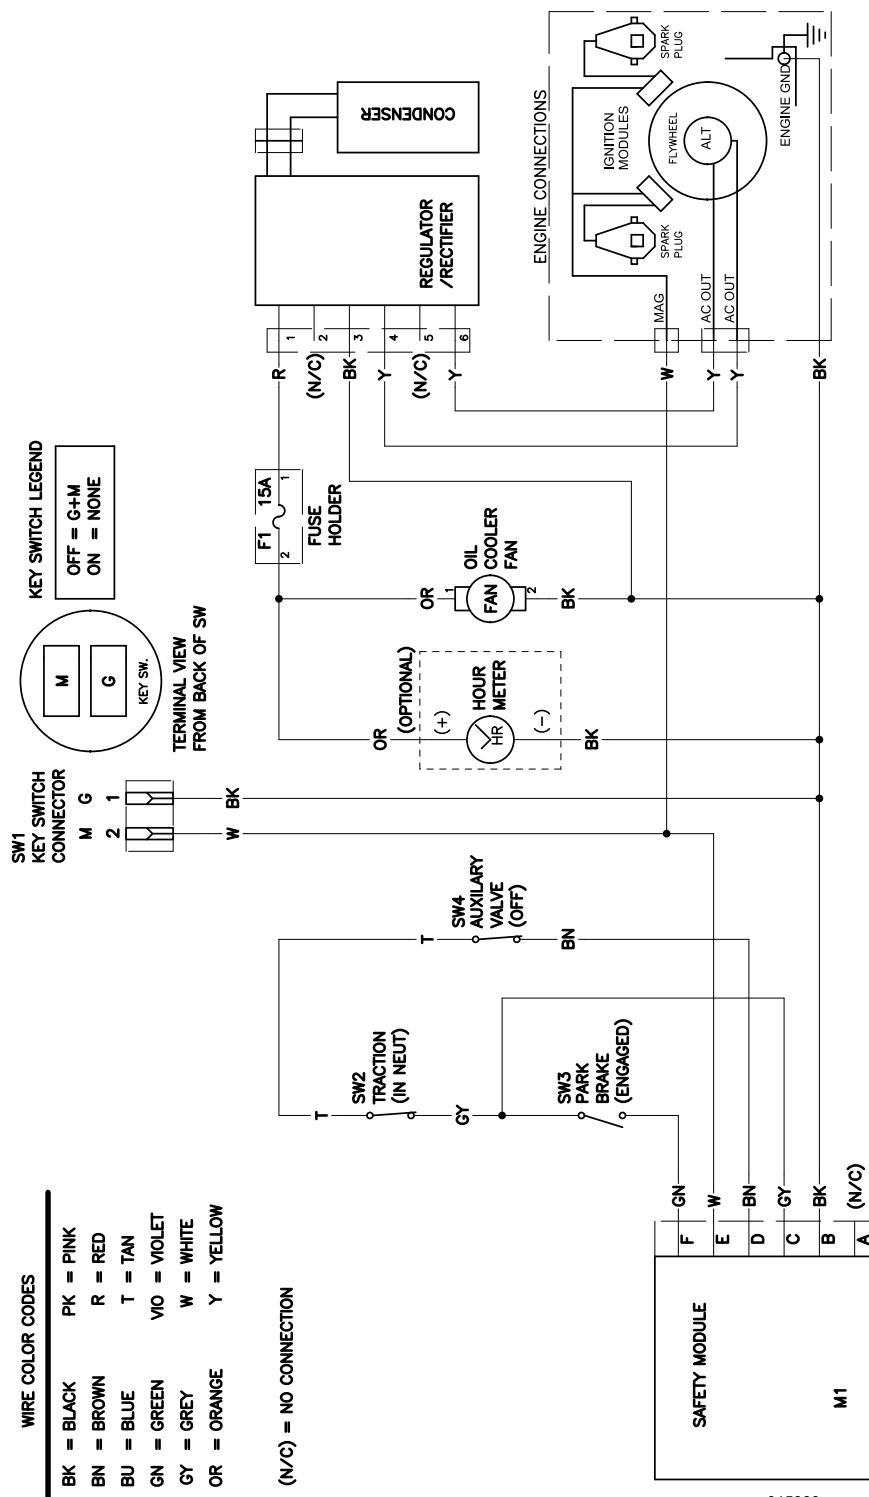 WIRE COLOR CODES
BK = BLACK PK = PINK
BN = BROWN R = RED
BU = BLUE T = TAN
GN = GREEN VIO = VIOLET
GY = GREY W = WHITE
OR = ORANGE Y = YELLOW
(N/C) = NO CONNECTION
SW1
KEY SWITCH
CONNECTOR
M G
2 1
W
BK
M
G
KEY SW.
TERMINAL VIEW
FROM BACK OF SW
KEY SWITCH LEGEND
OFF = G+M
ON = NONE
T
SW2
TRACTION
(IN NEUT)
GY
SW3
PARK
BRAKE
(ENGAGED)
T
SW4
AUXILARY
VALVE
(OFF)
BN
OR
(OPTIONAL)
(+)
HR
HOUR
METER
(-)
BK
OR
1
FAN
2
OIL
COOLER
FAN
BK
F1 15A
2 1
FUSE
HOLDER
R
(N/C)
BK
Y
(N/C)
Y
1
2
3
4
5
6
REGULATOR
/RECTIFIER
CONDENSER
ENGINE CONNECTIONS
SPARK
PLUG
SPARK
PLUG
IGNITION
MODULES
FLYWHEEL
ALT
ENGINE GND
MAG
AC OUT
AC OUT
W
Y
Y
BK
GN
W
BN
GY
BK
(N/C)
F
E
D
C
B
A
SAFETY MODULE
M1